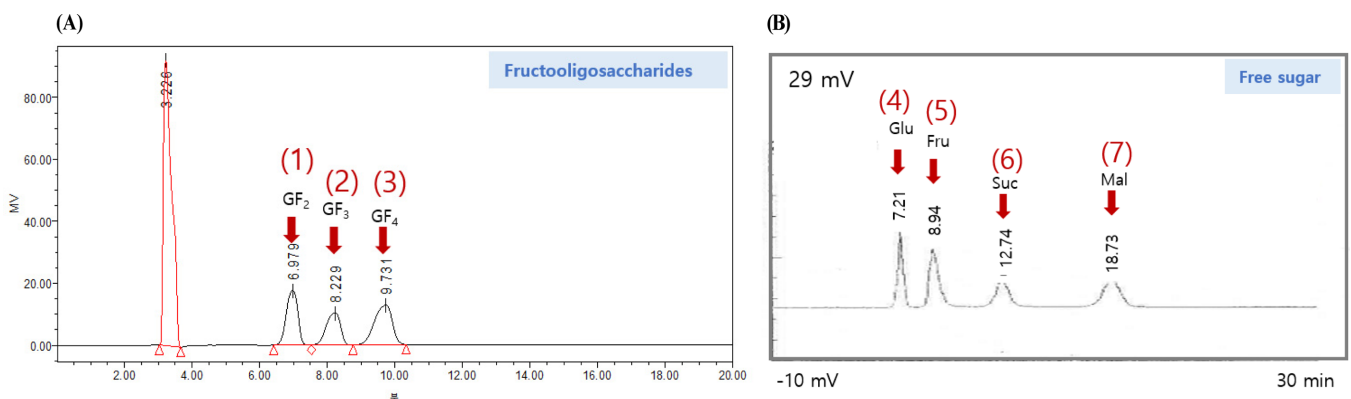 (A)
Fructooligosaccharides
MV
80.00
60.00
40.00
20.00
0.00
3.226
(1)
GF2
6.979
(2)
GF3
8.229
(3)
GF4
9.731
2.00 4.00 6.00 8.00 10.00 12.00 14.00 16.00 18.00 20.00
분
(B)
29 mV
Free sugar
(4)
Glu
7.21
(5)
Fru
8.94
(6)
Suc
12.74
(7)
Mal
18.73
-10 mV 30 min